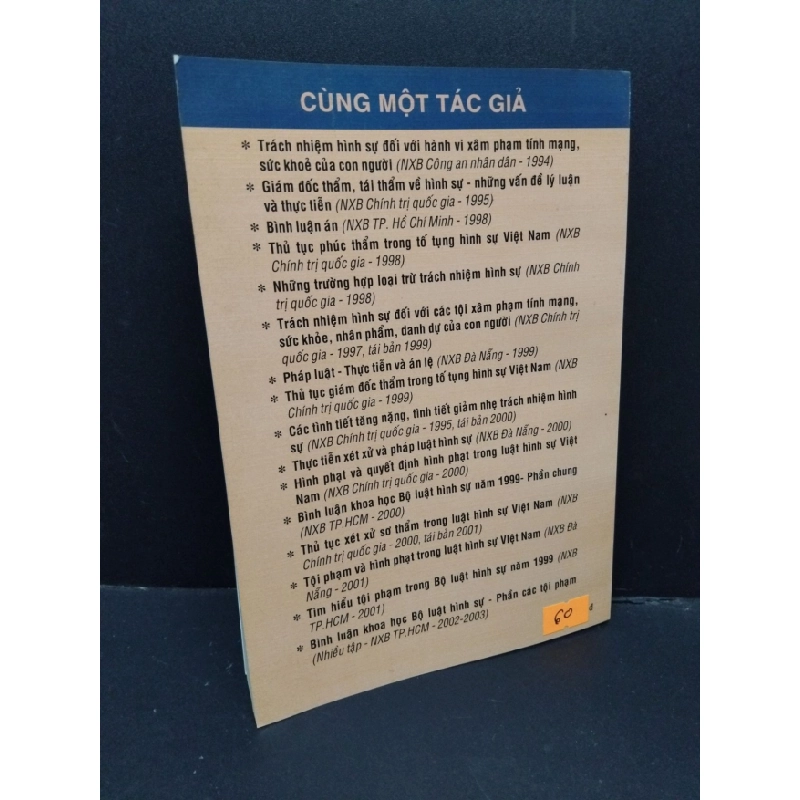 CÙNG MỘT TÁC GIẢ
* Trách nhiệm hình sự đối với hành vi xâm phạm tính mạng,
sức khoẻ của con người (NXB Công an nhân dân - 1994)
* Giám đốc thẩm, tái thẩm về hình sự - những vấn đề lý luận
và thực tiễn (NXB Chính trị quốc gia - 1995)
* Bình luận án (NXB TP. Hồ Chí Minh - 1998)
* Thủ tục phúc thẩm trong tố tụng hình sự Việt Nam (NXB
Chính trị quốc gia - 1998)
* Những trường hợp loại trừ trách nhiệm hình sự (NXB Chính
trị quốc gia - 1998)
* Trách nhiệm hình sự đối với các tội xâm phạm tính mạng,
sức khỏe, nhân phẩm, danh dự của con người (NXB Chính trị
quốc gia - 1997, tái bản 1999)
* Pháp luật - Thực tiễn và án lệ (NXB Đà Nẵng - 1999)
* Thủ tục giám đốc thẩm trong tố tụng hình sự Việt Nam (NXB
Chính trị quốc gia - 1999)
* Các tình tiết tăng nặng, tình tiết giảm nhẹ trách nhiệm hình
sự (NXB Chính trị quốc gia - 1995, tái bản 2000)
* Thực tiễn xét xử và pháp luật hình sự (NXB Đà Nẵng - 2000)
* Hình phạt và quyết định hình phạt trong luật hình sự Việt
Nam (NXB Chính trị quốc gia - 2000)
* Bình luận khoa học Bộ luật hình sự năm 1999- Phần chung
(NXB TP HCM - 2000)
* Thủ tục xét xử sơ thẩm trong luật hình sự Việt Nam (NXB
Chính trị quốc gia - 2000, tái bản 2001)
* Tội phạm và hình phạt trong luật hình sự Việt Nam (NXB Đà
Nẵng - 2001)
* Tìm hiểu tội phạm trong Bộ luật hình sự năm 1999 (NXB
TP.HCM - 2001)
* Bình luận khoa học Bộ luật hình sự - Phần các tội phạm
(Nhiều tập - NXB TP.HCM - 2002-2003)
60